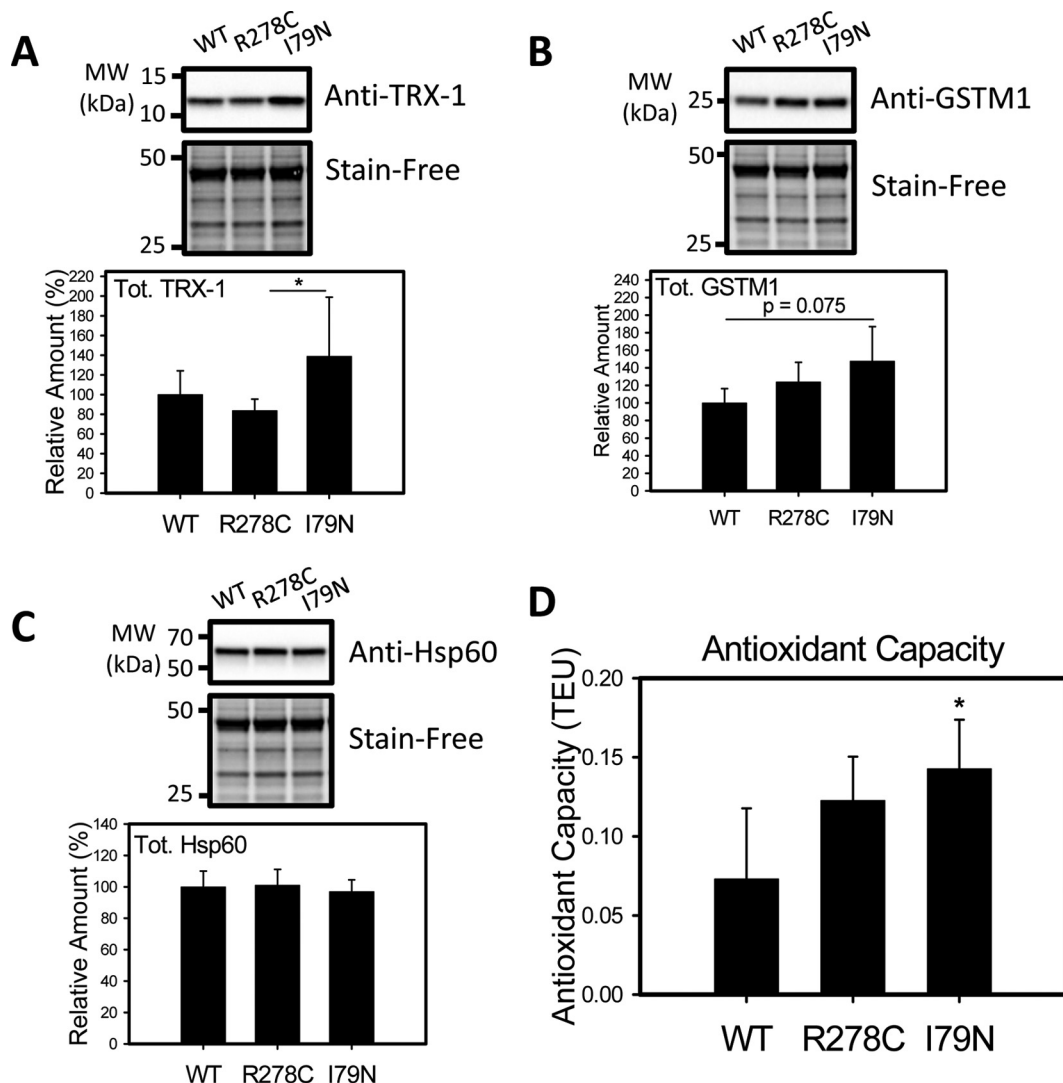 A
WT R278C I79N
MW
(kDa)
15
10
Anti-TRX-1
50
25
Stain-Free
Relative Amount (%)
220
200
180
160
140
120
100
80
60
40
20
0
Tot. TRX-1
*
WT R278C I79N
B
WT R278C I79N
MW
(kDa)
25
Anti-GSTM1
50
25
Stain-Free
Relative Amount
240
220
200
180
160
140
120
100
80
60
40
20
0
Tot. GSTM1
p = 0.075
WT R278C I79N
C
WT R278C I79N
MW
(kDa)
70
50
Anti-Hsp60
50
25
Stain-Free
Relative Amount (%)
140
120
100
80
60
40
20
0
Tot. Hsp60
WT R278C I79N
D
Antioxidant Capacity
Antioxidant Capacity (TEU)
0.20
0.15
0.10
0.05
0.00
*
WT R278C I79N